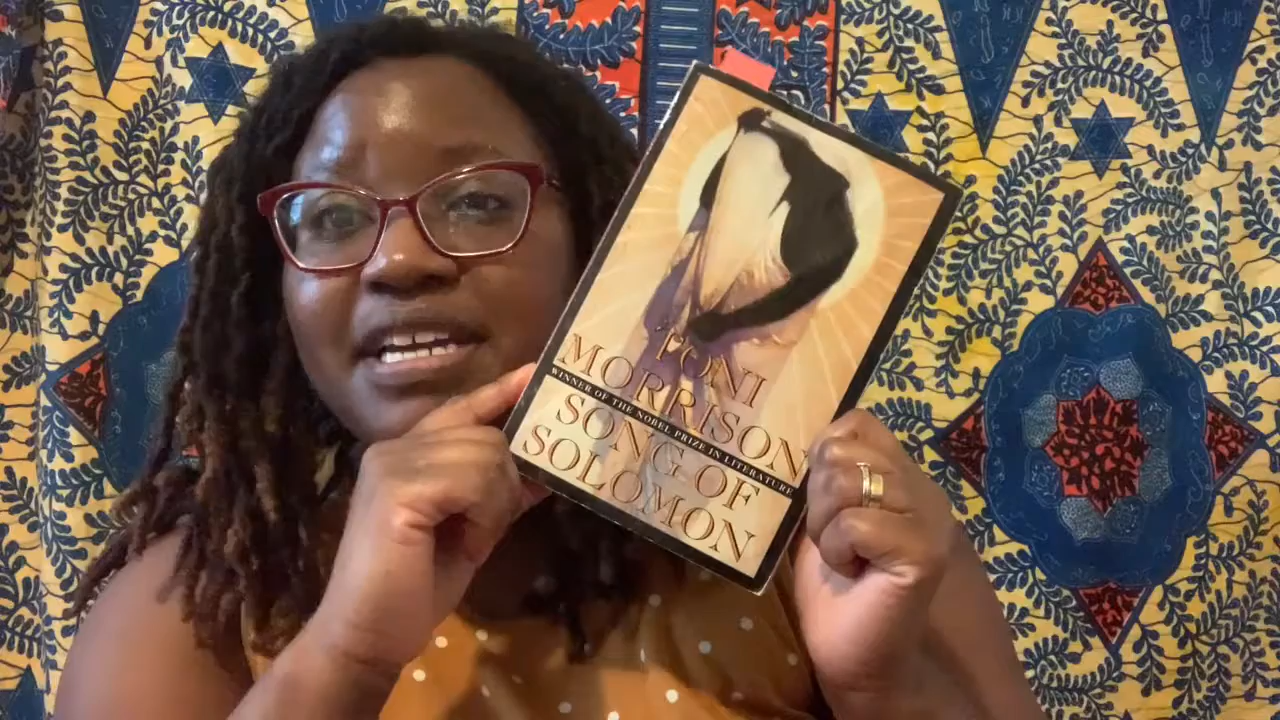 TONI
MORRISON
WINNER OF THE NOBEL PRIZE IN LITERATURE
SONG OF
SOLOMON